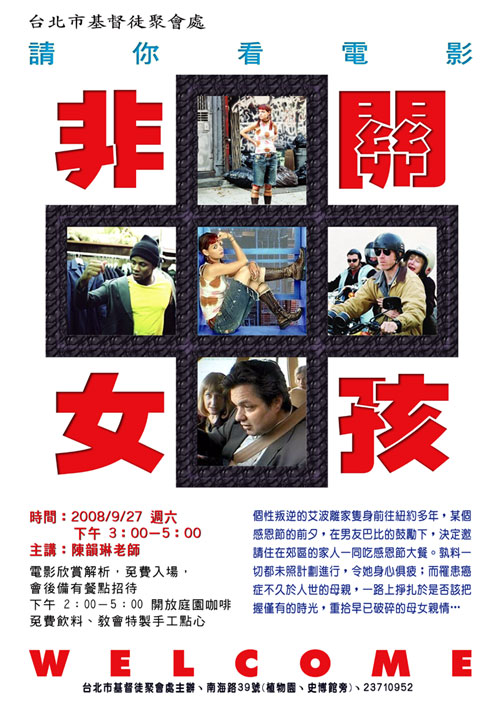 台北市基督徒聚會處
請你看電影
非關
女孩
時間：2008/9/27 週六
下午 3：00－5：00
主講：陳韻琳老師
電影欣賞解析，免費入場，
會後備有餐點招待
下午 2：00－5：00 開放庭園咖啡
免費飲料、教會特製手工點心
個性叛逆的艾波離家隻身前往紐約多年，某個
感恩節的前夕，在男友巴比的鼓勵下，決定邀
請住在郊區的家人一同吃感恩節大餐。孰料一
切都未照計劃進行，令她身心俱疲；而罹患癌
症不久於人世的母親，一路上掙扎於是否該把
握僅有的時光，重拾早已破碎的母女親情…
WELCOME
台北市基督徒聚會處主辦、南海路39號(植物園、史博館旁)、23710952